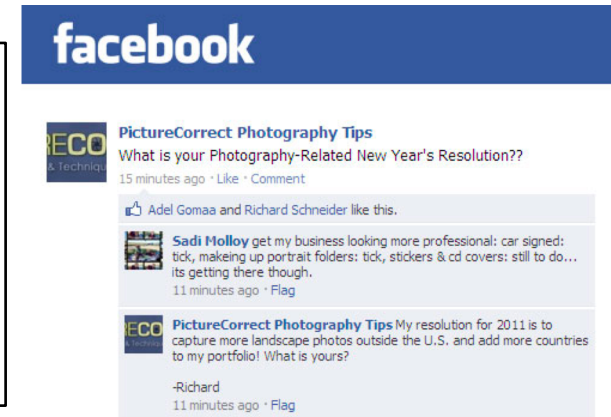 facebook
RECO
& Techniqu
PictureCorrect Photography Tips
What is your Photography-Related New Year's Resolution??
15 minutes ago · Like · Comment
Adel Gomaa and Richard Schneider like this.
Sadi Molloy get my business looking more professional: car signed:
tick, makeing up portrait folders: tick, stickers & cd covers: still to do...
its getting there though.
11 minutes ago · Flag
ECO
PictureCorrect Photography Tips My resolution for 2011 is to
capture more landscape photos outside the U.S. and add more countries
to my portfolio! What is yours?
-Richard
11 minutes ago · Flag